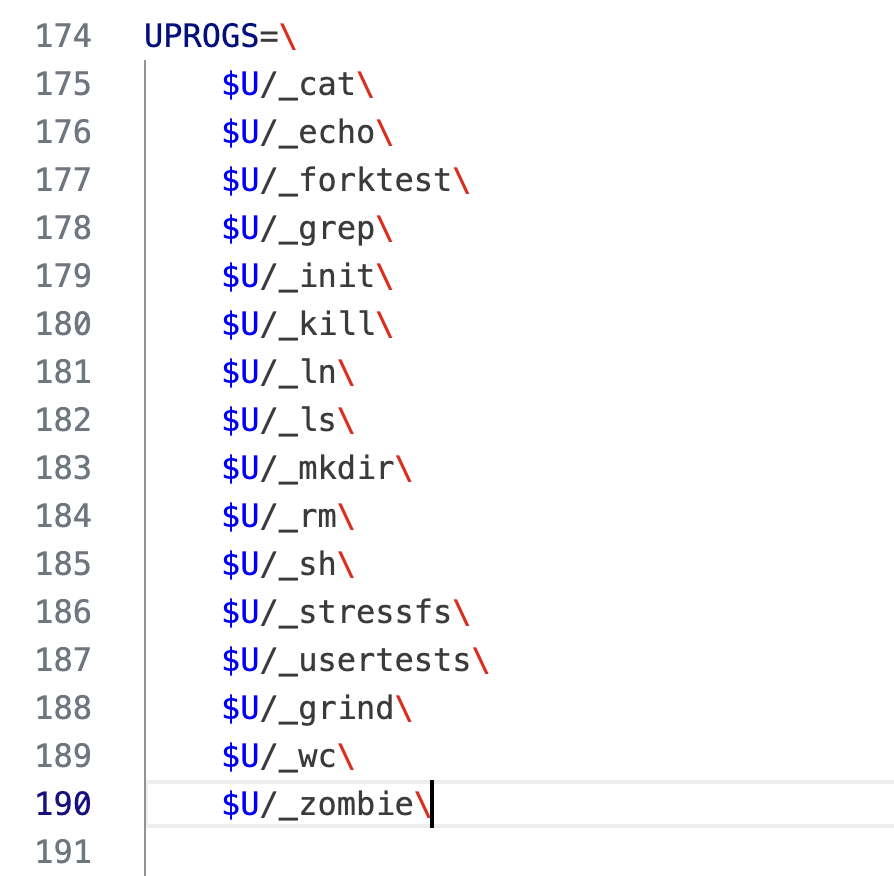 174 UPROGS=\
175 $U/_cat\
176 $U/_echo\
177 $U/_forktest\
178 $U/_grep\
179 $U/_init\
180 $U/_kill\
181 $U/_ln\
182 $U/_ls\
183 $U/_mkdir\
184 $U/_rm\
185 $U/_sh\
186 $U/_stressfs\
187 $U/_usertests\
188 $U/_grind\
189 $U/_wc\
190 $U/_zombie\
191